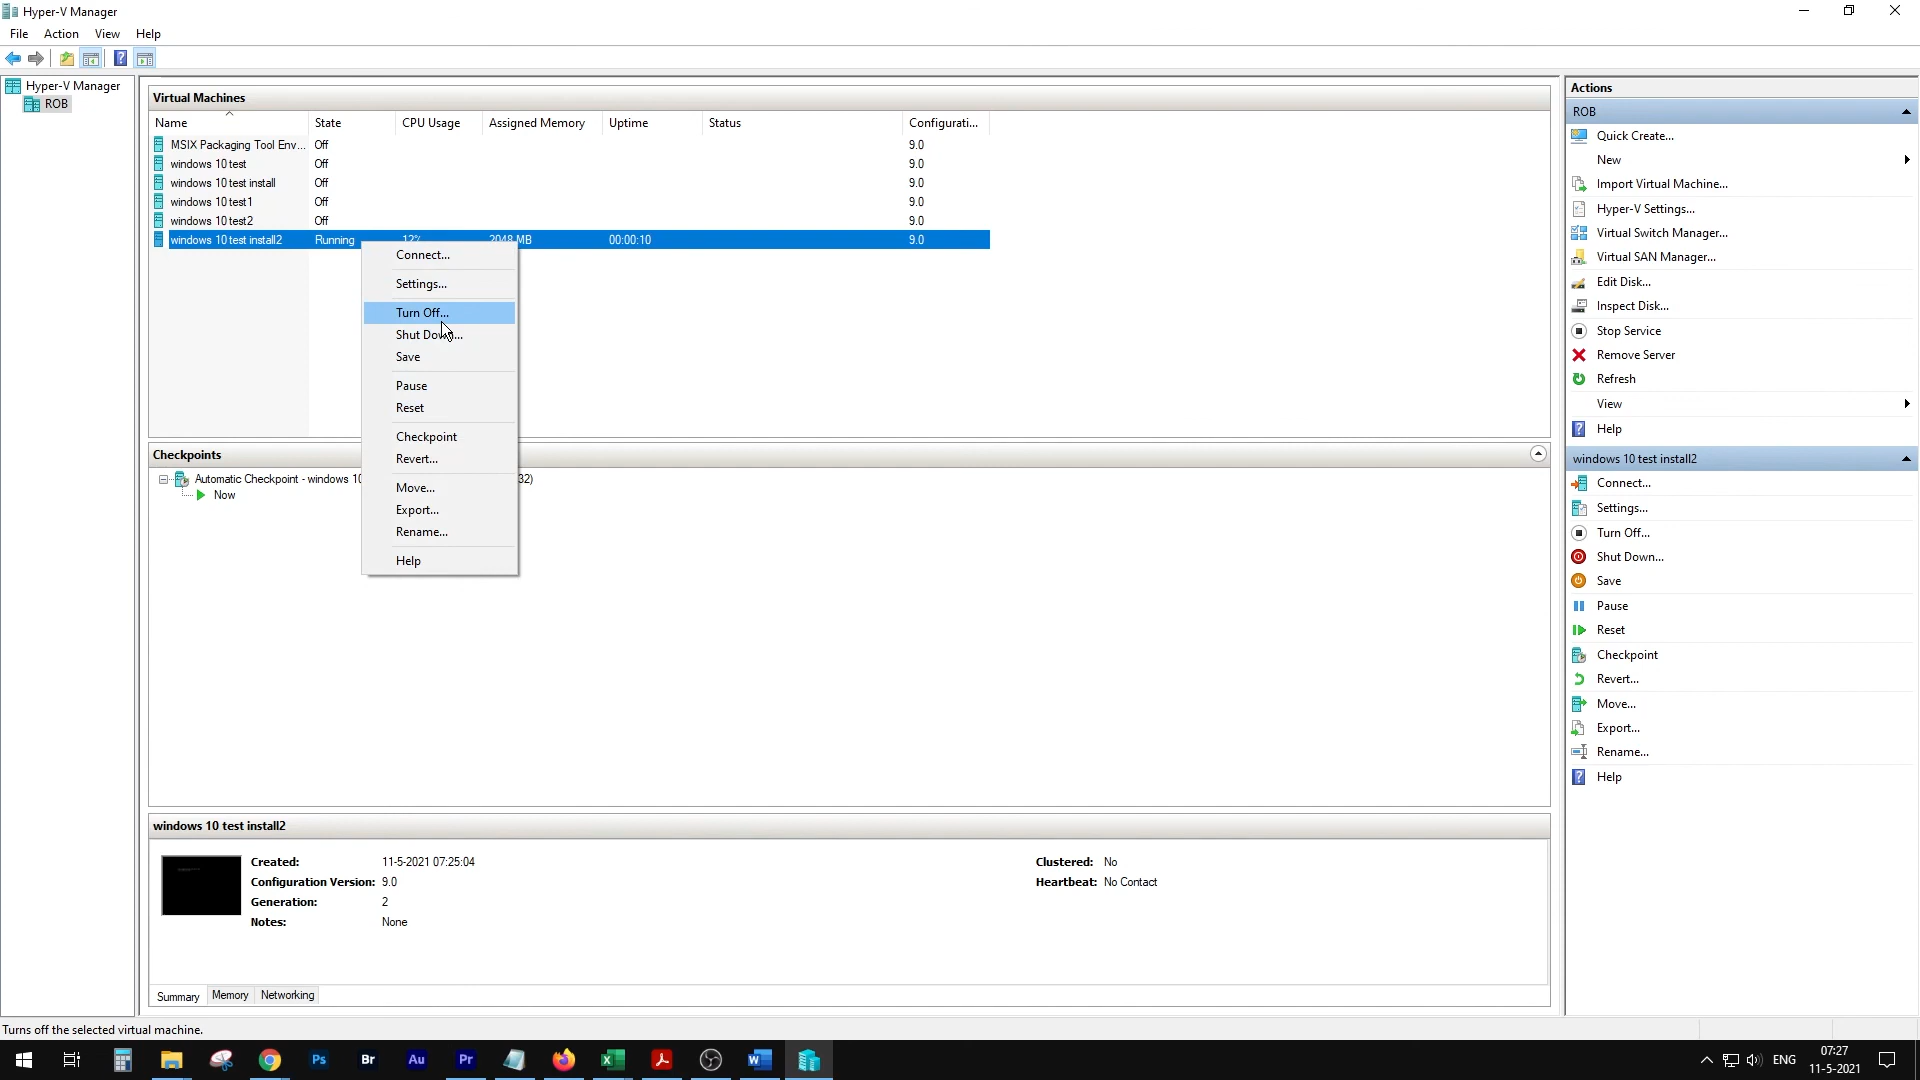 Hyper-V Manager
File Action View Help
Hyper-V Manager
ROB
Virtual Machines
Name State CPU Usage Assigned Memory Uptime Status Configurati...
MSIX Packaging Tool Env... Off 9.0
windows 10 test Off 9.0
windows 10 test install Off 9.0
windows 10 test1 Off 9.0
windows 10 test2 Off 9.0
windows 10 test install2 Running 12% 2048 MB 00:00:10 9.0
Connect...
Settings...
Turn Off...
Shut Down...
Save
Pause
Reset
Checkpoint
Revert...
Move...
Export...
Rename...
Help
Checkpoints
Automatic Checkpoint - windows 10 32)
Now
windows 10 test install2
Created: 11-5-2021 07:25:04
Configuration Version: 9.0
Generation: 2
Notes: None
Clustered: No
Heartbeat: No Contact
Summary Memory Networking
Actions
ROB
Quick Create...
New
Import Virtual Machine...
Hyper-V Settings...
Virtual Switch Manager...
Virtual SAN Manager...
Edit Disk...
Inspect Disk...
Stop Service
Remove Server
Refresh
View
Help
windows 10 test install2
Connect...
Settings...
Turn Off...
Shut Down...
Save
Pause
Reset
Checkpoint
Revert...
Move...
Export...
Rename...
Help
Turns off the selected virtual machine.
Ps Br Au Pr
ENG
07:27
11-5-2021